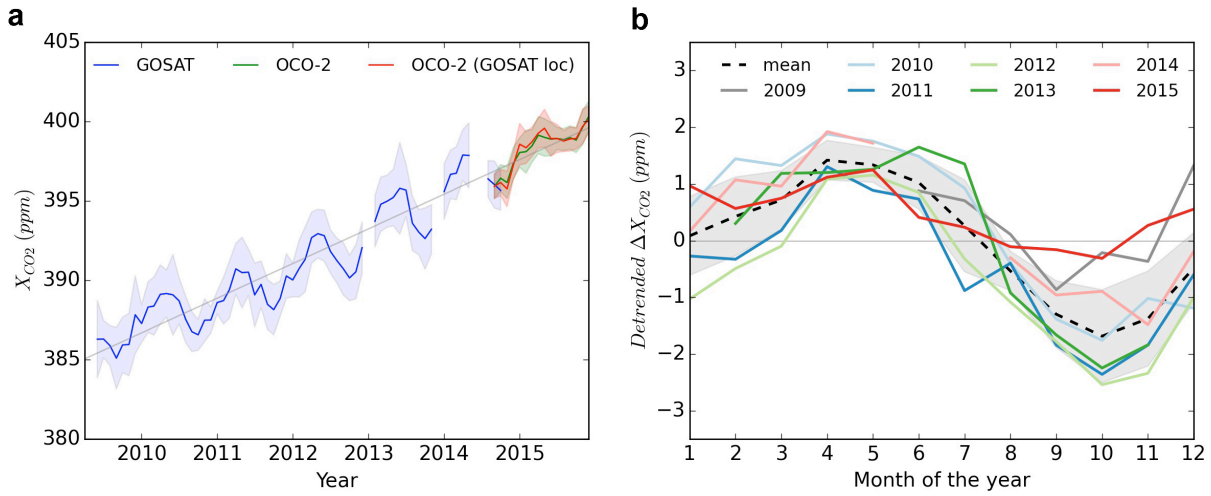 a
405
400
395
390
385
380
X_CO2 (ppm)
GOSAT OCO-2 OCO-2 (GOSAT loc)
2010 2011 2012 2013 2014 2015
Year
b
3
2
1
0
−1
−2
−3
Detrended ΔX_CO2 (ppm)
mean 2010 2012 2014
2009 2011 2013 2015
1 2 3 4 5 6 7 8 9 10 11 12
Month of the year